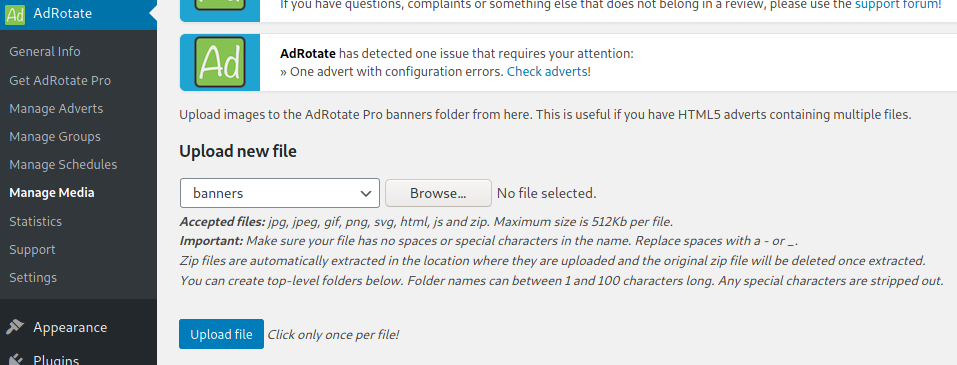 AdRotate
If you have questions, complaints or something else that does not belong in a review, please use the support forum!
General Info
Get AdRotate Pro
Manage Adverts
Manage Groups
Manage Schedules
Manage Media
Statistics
Support
Settings
Appearance
Plugins
Ad
AdRotate has detected one issue that requires your attention:
» One advert with configuration errors. Check adverts!
Upload images to the AdRotate Pro banners folder from here. This is useful if you have HTML5 adverts containing multiple files.
Upload new file
banners Browse... No file selected.
Accepted files: jpg, jpeg, gif, png, svg, html, js and zip. Maximum size is 512Kb per file.
Important: Make sure your file has no spaces or special characters in the name. Replace spaces with a - or _.
Zip files are automatically extracted in the location where they are uploaded and the original zip file will be deleted once extracted.
You can create top-level folders below. Folder names can between 1 and 100 characters long. Any special characters are stripped out.
Upload file Click only once per file!